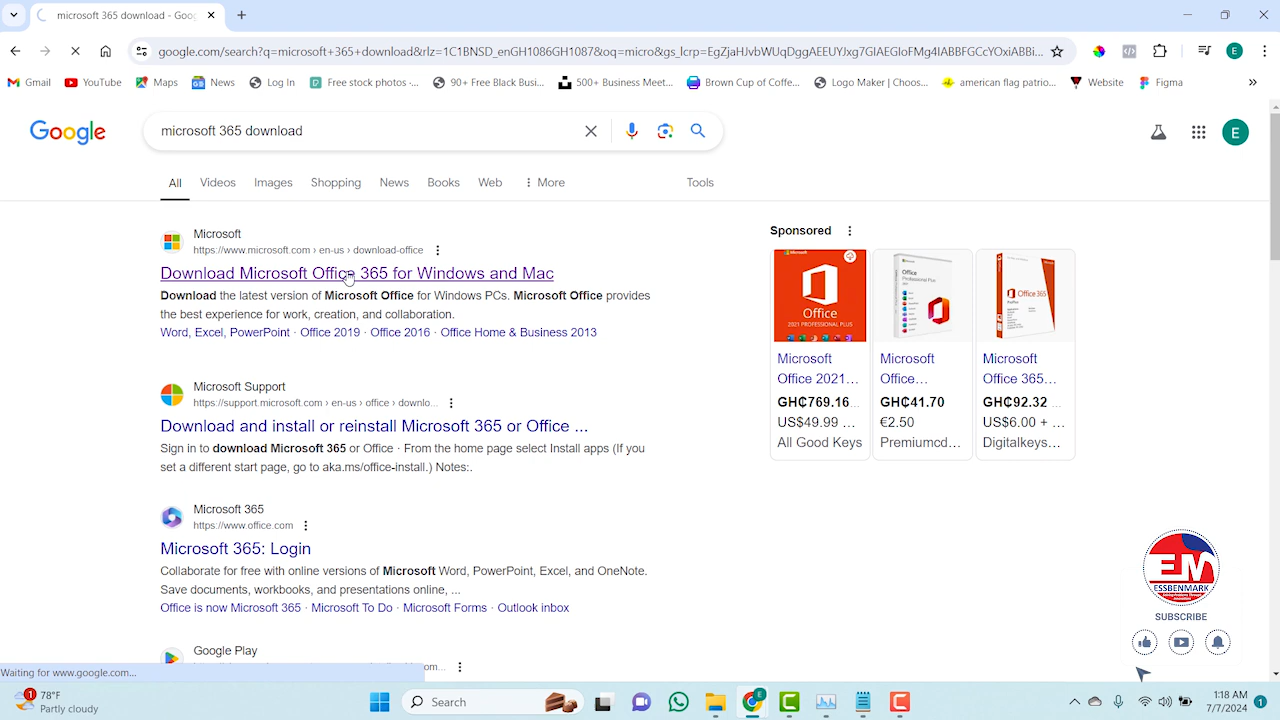 microsoft 365 download - Goo
google.com/search?q=microsoft+365+download&rlz=1C1BNSD_enGH1086GH1087&oq=micro&gs_lcrp=EgZjaHJvbWUqDggAEEUYJxg7GIAEGIoFMg4IABBFGCcYOxiABBi...
E
Gmail
YouTube
Maps
News
Log In
Free stock photos -...
90+ Free Blac Busi...
500+ Business Meet...
Brown Cup of Coffe...
Logo Maker | Choos...
american flag patrio...
Website
Figma
Google
microsoft 365 download
E
All
Videos
Images
Shopping
News
Books
Web
More
Tools
Microsoft
https://www.microsoft.com › en-us › download-office
Download Microsoft Office 365 for Windows and Mac
Download the latest version of Microsoft Office for Windows PCs. Microsoft Office provides
the best experience for work, creation, and collaboration.
Word, Excel, PowerPoint · Office 2019 · Office 2016 · Office Home & Business 2013
Microsoft Support
https://support.microsoft.com › en-us › office › downlo...
Download and install or reinstall Microsoft 365 or Office ...
Sign in to download Microsoft 365 or Office · From the home page select Install apps (If you
set a different start page, go to aka.ms/office-install.) Notes:.
Microsoft 365
https://www.office.com
Microsoft 365: Login
Collaborate for free with online versions of Microsoft Word, PowerPoint, Excel, and OneNote.
Save documents, workbooks, and presentations online, ...
Office is now Microsoft 365 · Microsoft To Do · Microsoft Forms · Outlook inbox
Google Play
Sponsored
Microsoft
Office
2021 PROFESSIONAL PLUS
Microsoft
Office 2021...
GH₵769.16...
US$49.99 ...
All Good Keys
Office
Microsoft
Office...
GH₵41.70
€2.50
Premiumcd...
Office 365
Microsoft
Office 365...
GH₵92.32 ...
US$6.00 + ...
Digitalkeys...
EM
ESSBENMARK
SUBSCRIBE
Waiting for www.google.com...
1
78°F
Partly cloudy
Search
E
1:18 AM
7/7/2024
1